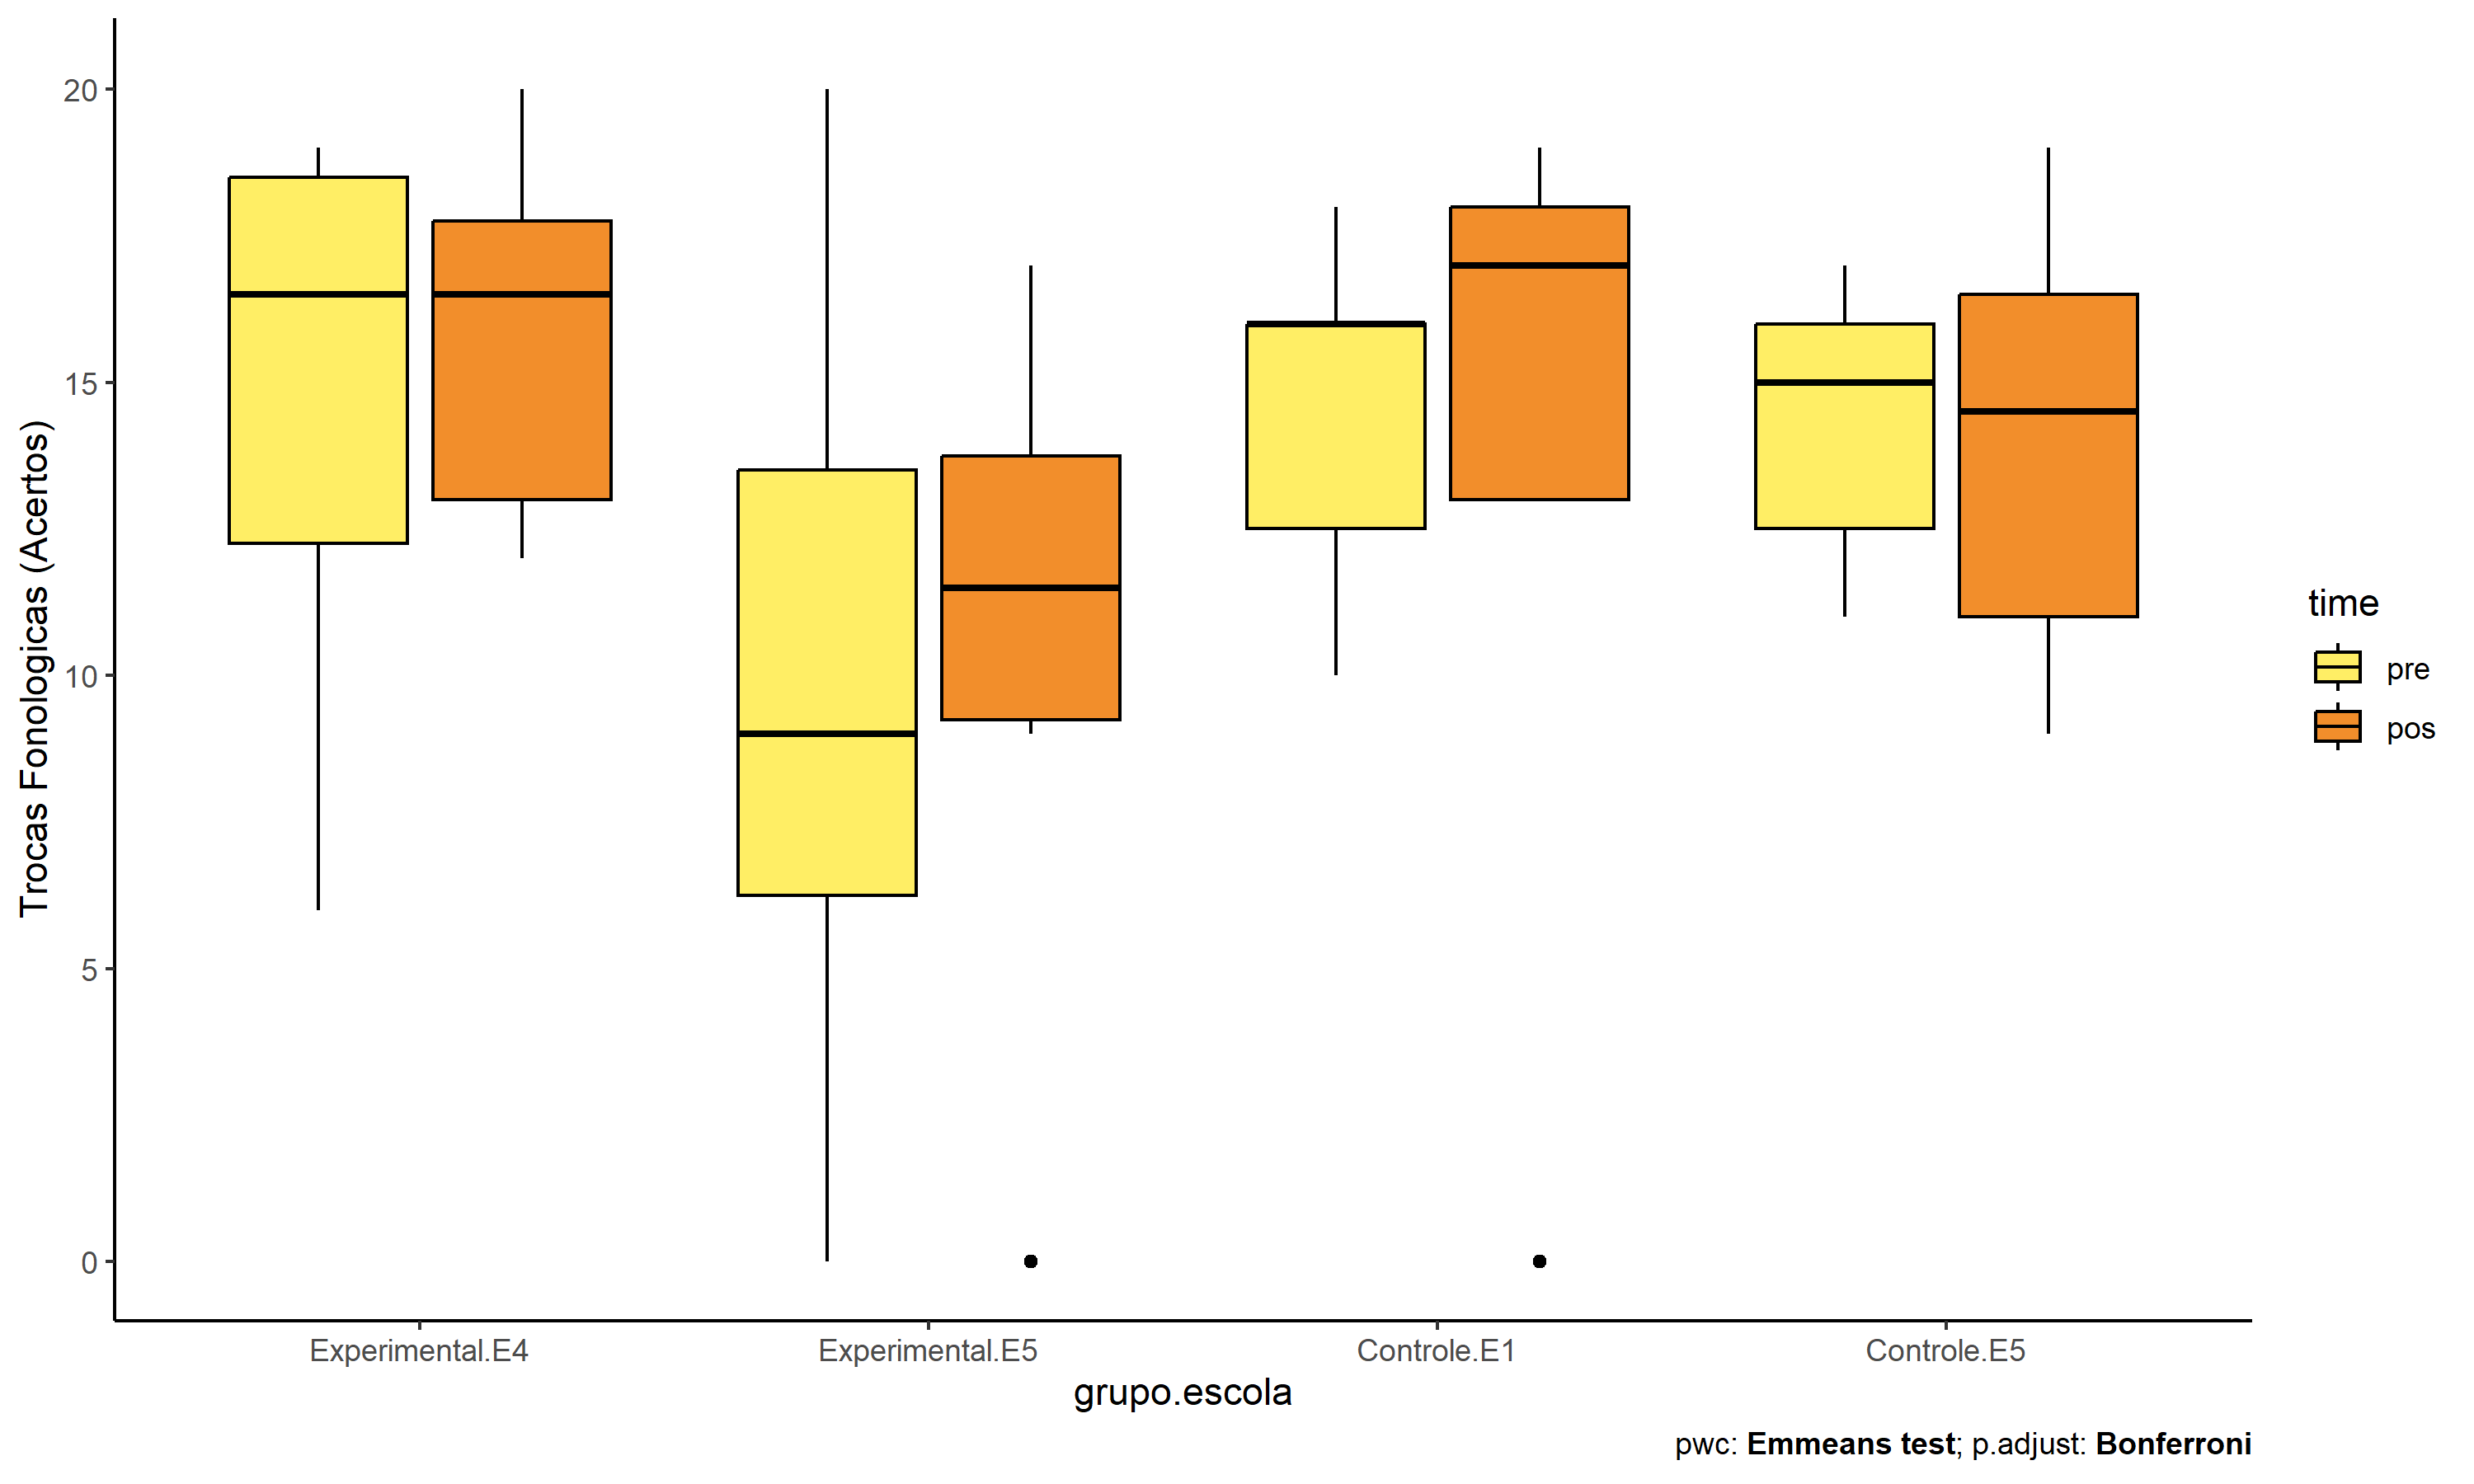 Trocas Fonologicas (Acertos)
20
15
10
5
0
Experimental.E4
Experimental.E5
Controle.E1
Controle.E5
grupo.escola
time
pre
pos
pwc: Emmeans test; p.adjust: Bonferroni